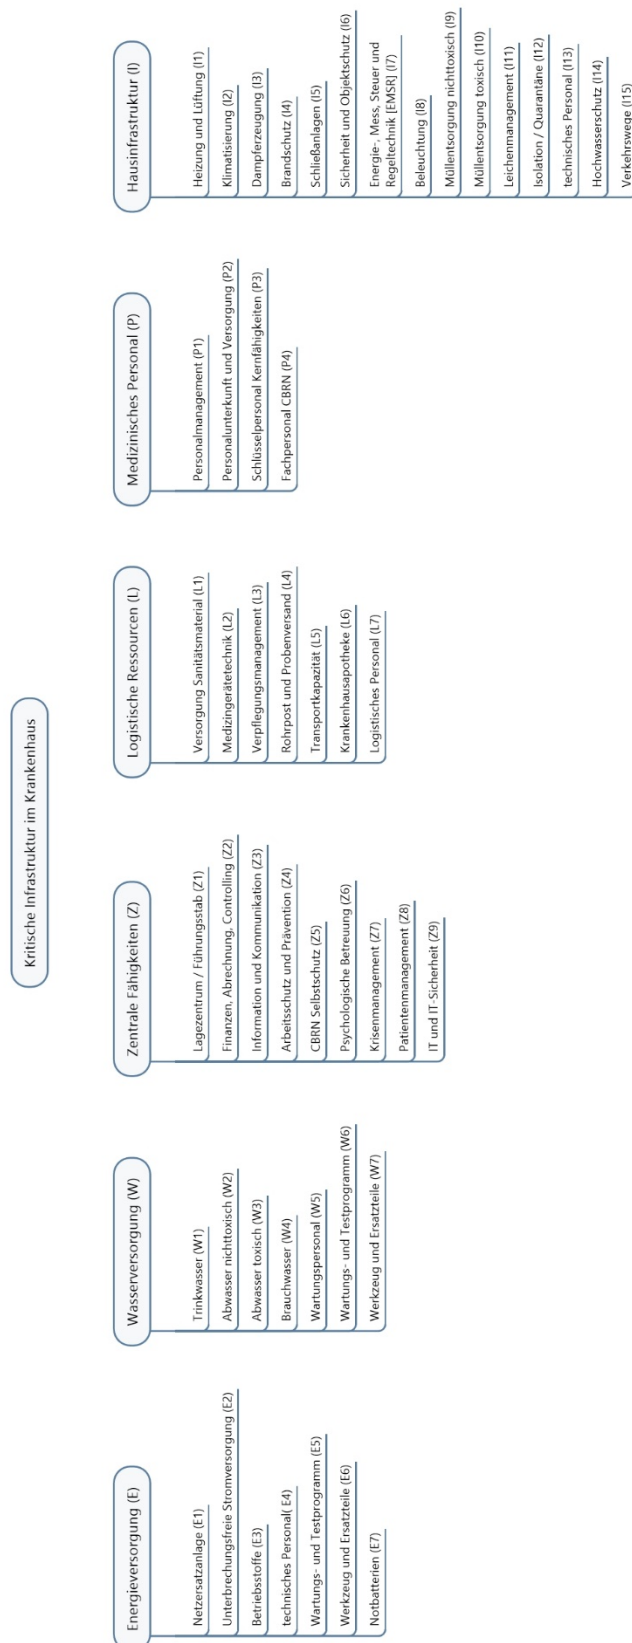 Kritische Infrastruktur im Krankenhaus
Energieversorgung (E)
Netzersatzanlage (E1)
Unterbrechungsfreie Stromversorgung (E2)
Betriebsstoffe (E3)
technisches Personal( E4)
Wartungs- und Testprogramm (E5)
Werkzeug und Ersatzteile (E6)
Notbatterien (E7)
Wasserversorgung (W)
Trinkwasser (W1)
Abwasser nichttoxisch (W2)
Abwasser toxisch (W3)
Brauchwasser (W4)
Wartungspersonal (W5)
Wartungs- und Testprogramm (W6)
Werkzeug und Ersatzteile (W7)
Zentrale Fähigkeiten (Z)
Lagezentrum / Führungsstab (Z1)
Finanzen, Abrechnung, Controlling (Z2)
Information und Kommunikation (Z3)
Arbeitsschutz und Prävention (Z4)
CBRN Selbstschutz (Z5)
Psychologische Betreuung (Z6)
Krisenmanagement (Z7)
Patientenmanagement (Z8)
IT und IT-Sicherheit (Z9)
Logistische Ressourcen (L)
Versorgung Sanitätsmaterial (L1)
Medizingerätetechnik (L2)
Verpflegungsmanagement (L3)
Rohrpost und Probenversand (L4)
Transportkapazität (L5)
Krankenhausapotheke (L6)
Logistisches Personal (L7)
Medizinisches Personal (P)
Personalmanagement (P1)
Personalunterkunft und Versorgung (P2)
Schlüsselpersonal Kernfähigkeiten (P3)
Fachpersonal CBRN (P4)
Hausinfrastruktur (I)
Heizung und Lüftung (I1)
Klimatisierung (I2)
Dampferzeugung (I3)
Brandschutz (I4)
Schließanlagen (I5)
Sicherheit und Objektschutz (I6)
Energie-, Mess, Steuer und
Regeltechnik [EMSR] (I7)
Beleuchtung (I8)
Müllentsorgung nichttoxisch (I9)
Müllentsorgung toxisch (I10)
Leichenmanagement (I11)
Isolation / Quarantäne (I12)
technisches Personal (I13)
Hochwasserschutz (I14)
Verkehrswege (I15)